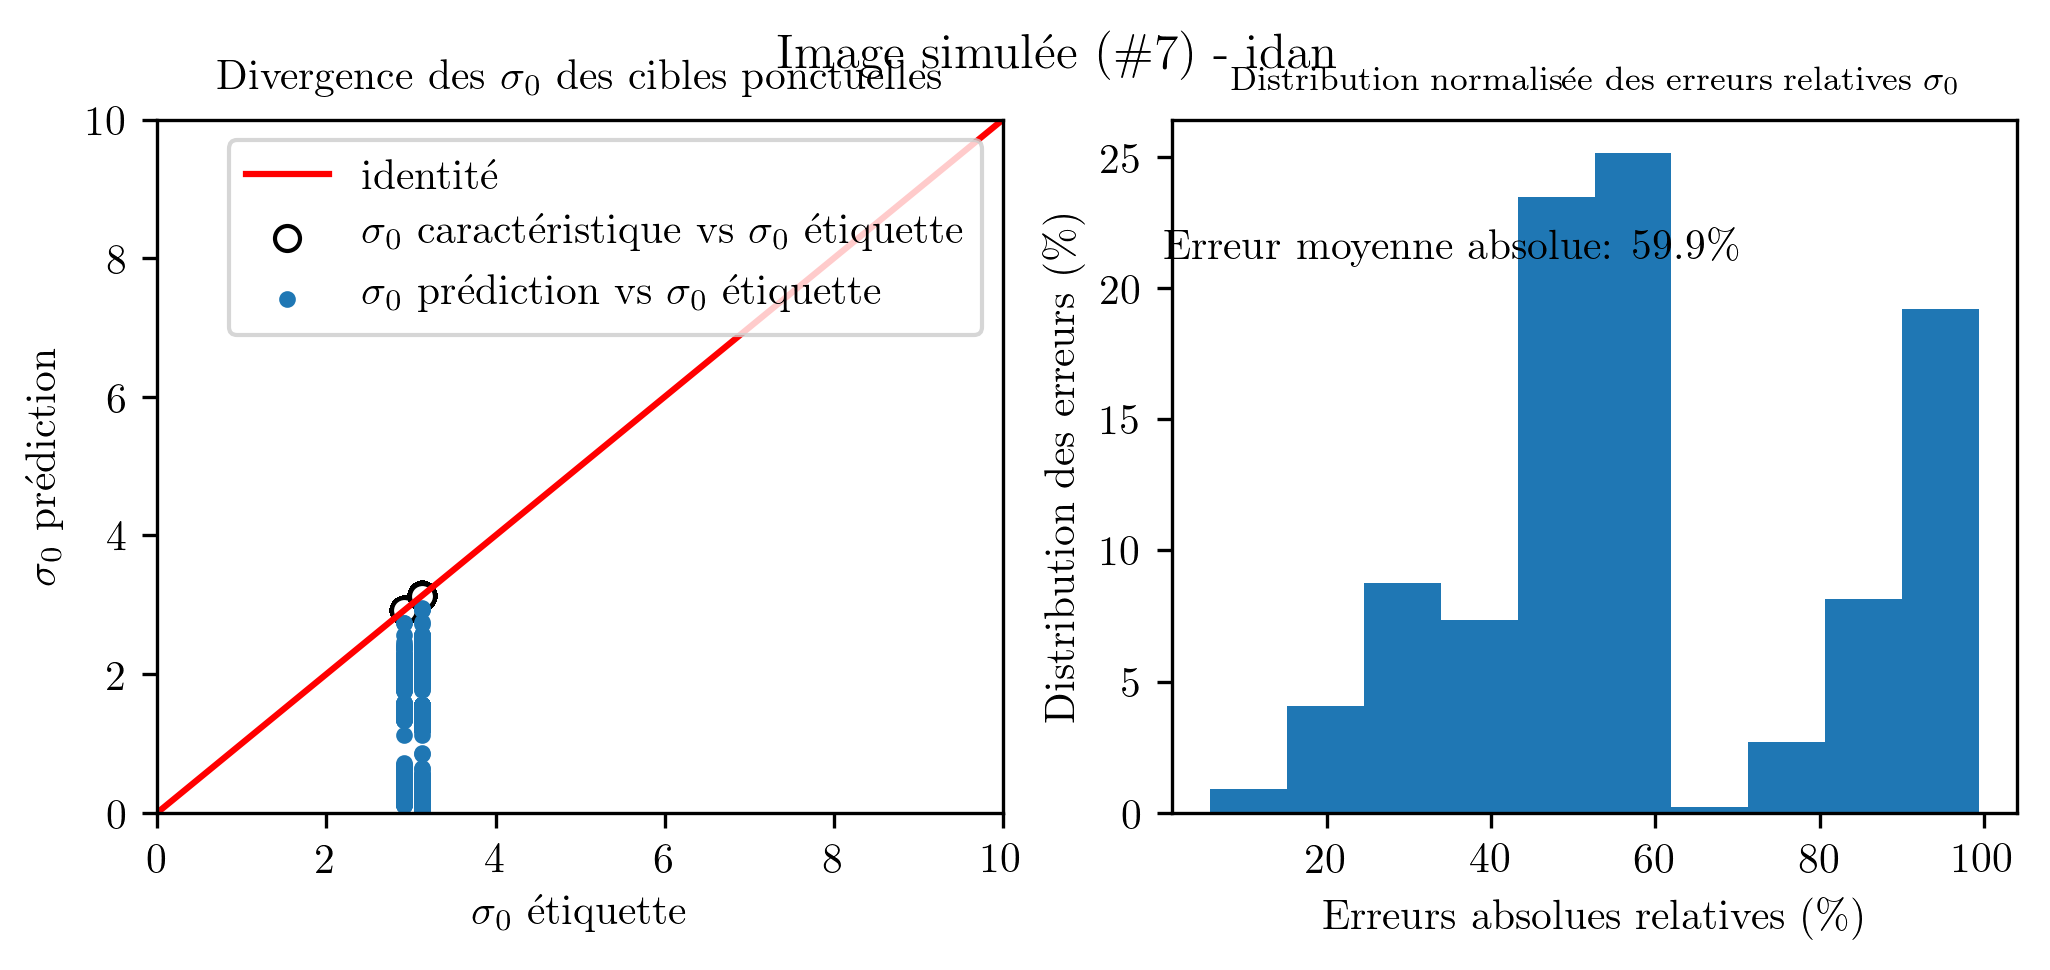 Image simulée (#7) - idan
Divergence des σ₀ des cibles ponctuelles
10
8
6
4
2
0
σ₀ prédiction
identité
σ₀ caractéristique vs σ₀ étiquette
σ₀ prédiction vs σ₀ étiquette
0 2 4 6 8 10
σ₀ étiquette
Distribution normalisée des erreurs relatives σ₀
25
20
15
10
5
0
Distribution des erreurs (%)
Erreur moyenne absolue: 59.9%
20 40 60 80 100
Erreurs absolues relatives (%)